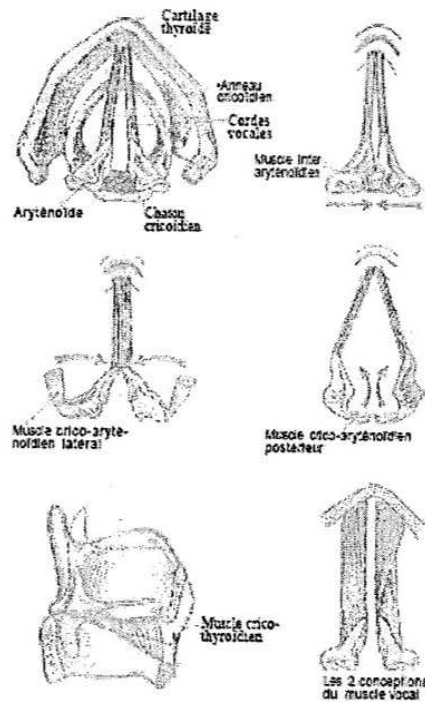 Cartilage
thyroïde
Anneau
cricoïdien
Cordes
vocales
Muscle inter
aryténoïdien
Aryténoïde
Chaton
cricoïdien
Muscle crico-aryté-
noïdien latéral
Muscle crico-aryténoïdien
postérieur
Muscle crico-
thyroïdien
Les 2 conceptions
du muscle vocal